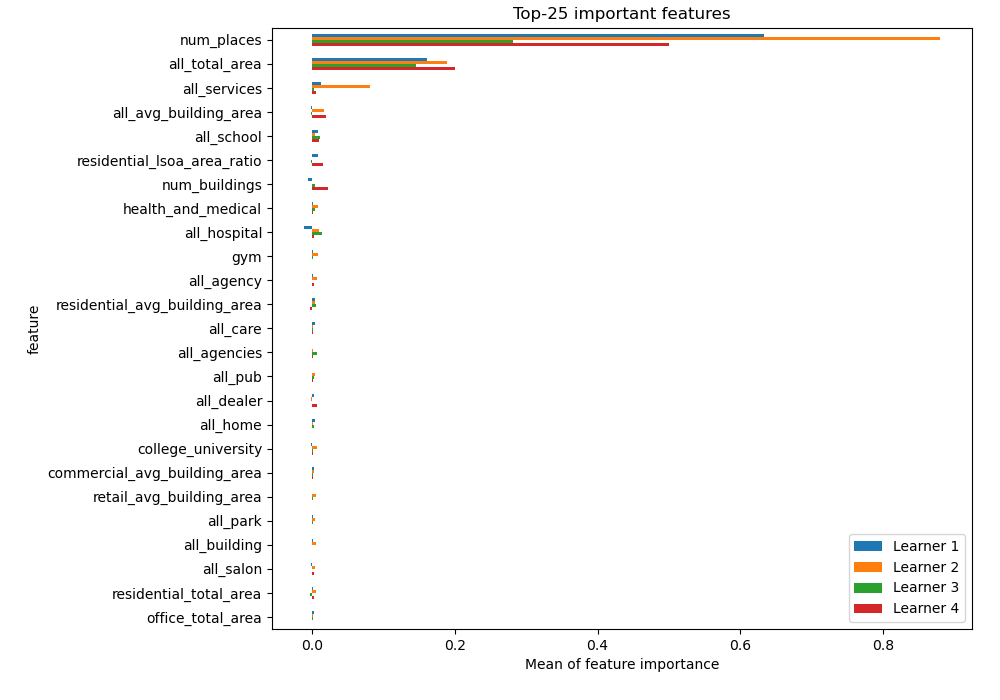 Top-25 important features
num_places
all_total_area
all_services
all_avg_building_area
all_school
residential_lsoa_area_ratio
num_buildings
health_and_medical
all_hospital
gym
all_agency
residential_avg_building_area
all_care
all_agencies
all_pub
all_dealer
all_home
college_university
commercial_avg_building_area
retail_avg_building_area
all_park
all_building
all_salon
residential_total_area
office_total_area
feature
Learner 1
Learner 2
Learner 3
Learner 4
0.0 0.2 0.4 0.6 0.8
Mean of feature importance